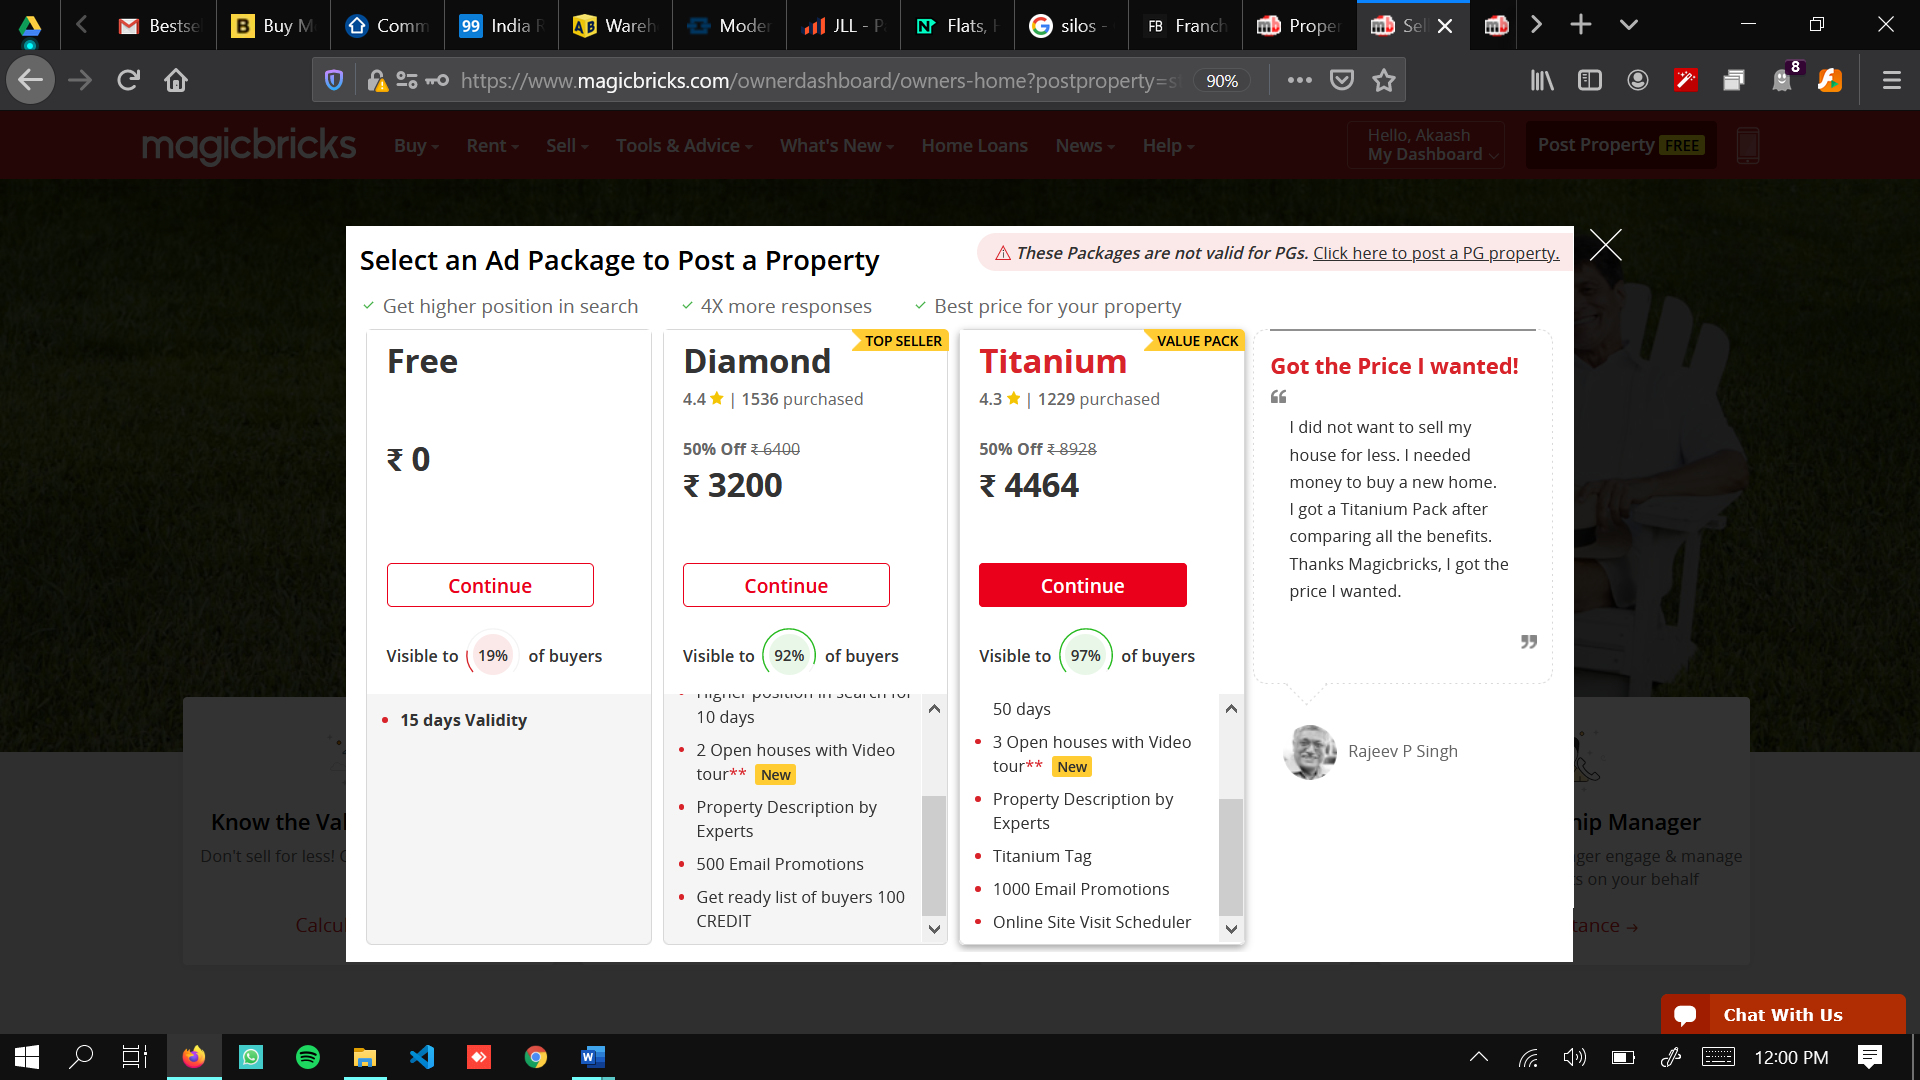 Bestse
Buy M
Comm
India R
Wareh
Moder
JLL - Pa
Flats, H
silos -
Franch
Proper
Sell
https://www.magicbricks.com/ownerdashboard/owners-home?postproperty=s
90%
8
magicbricks
Buy
Rent
Sell
Tools & Advice
What's New
Home Loans
News
Help
Hello, Akaash
My Dashboard
Post Property FREE
Select an Ad Package to Post a Property
These Packages are not valid for PGs. Click here to post a PG property.
Get higher position in search
4X more responses
Best price for your property
Free
₹ 0
Continue
Visible to 19% of buyers
15 days Validity
TOP SELLER
Diamond
4.4 | 1536 purchased
50% Off ₹ 6400
₹ 3200
Continue
Visible to 92% of buyers
Higher position in search for
10 days
2 Open houses with Video
tour** New
Property Description by
Experts
500 Email Promotions
Get ready list of buyers 100
CREDIT
VALUE PACK
Titanium
4.3 | 1229 purchased
50% Off ₹ 8928
₹ 4464
Continue
Visible to 97% of buyers
50 days
3 Open houses with Video
tour** New
Property Description by
Experts
Titanium Tag
1000 Email Promotions
Online Site Visit Scheduler
Got the Price I wanted!
“
I did not want to sell my
house for less. I needed
money to buy a new home.
I got a Titanium Pack after
comparing all the benefits.
Thanks Magicbricks, I got the
price I wanted.
”
Rajeev P Singh
Know the Val
Don't sell for less! C
Calcu
hip Manager
ger engage & manage
s on your behalf
tance →
Chat With Us
12:00 PM